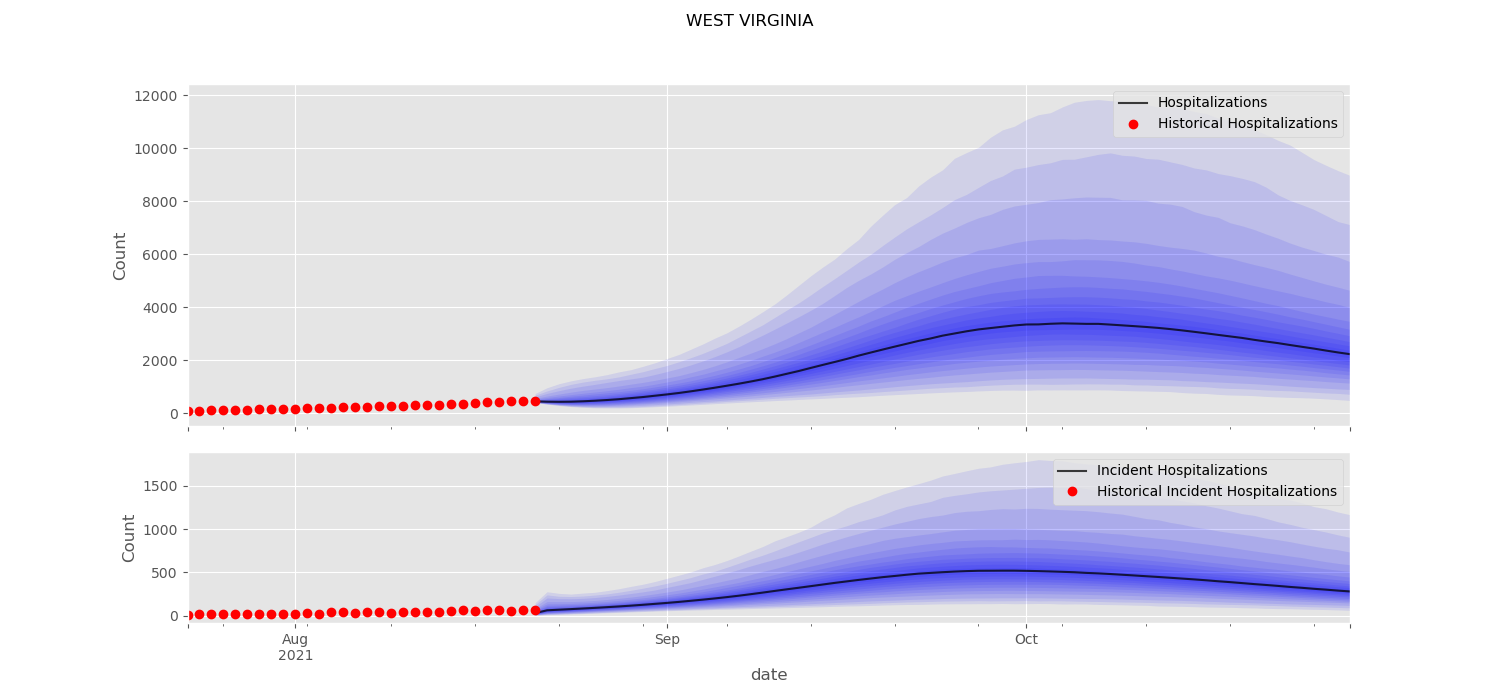 WEST VIRGINIA
12000
10000
8000
6000
4000
2000
0
Count
Hospitalizations
Historical Hospitalizations
1500
1000
500
0
Count
Incident Hospitalizations
Historical Incident Hospitalizations
Aug
2021
Sep
Oct
date